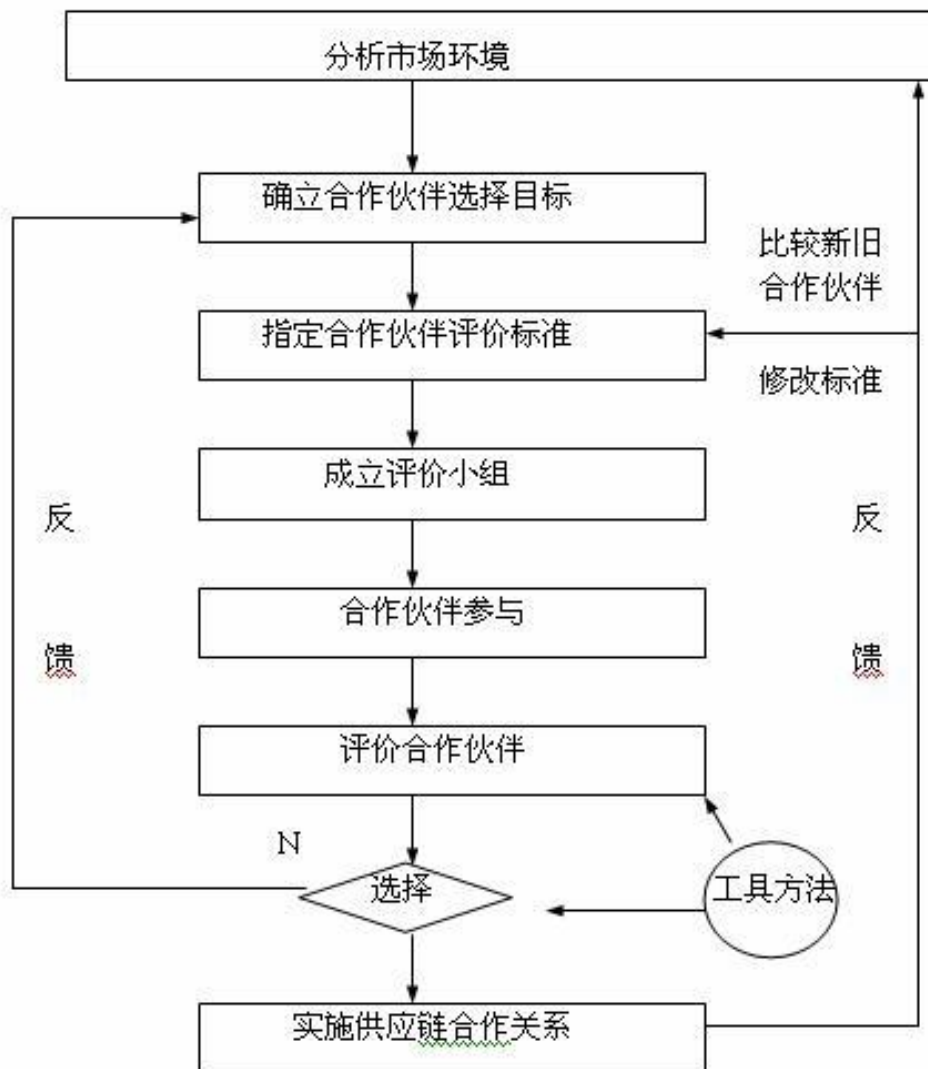 分析市场环境
确立合作伙伴选择目标
比较新旧
合作伙伴
指定合作伙伴评价标准
修改标准
成立评价小组
反
馈
反
馈
合作伙伴参与
评价合作伙伴
N
选择
工具方法
实施供应链合作关系